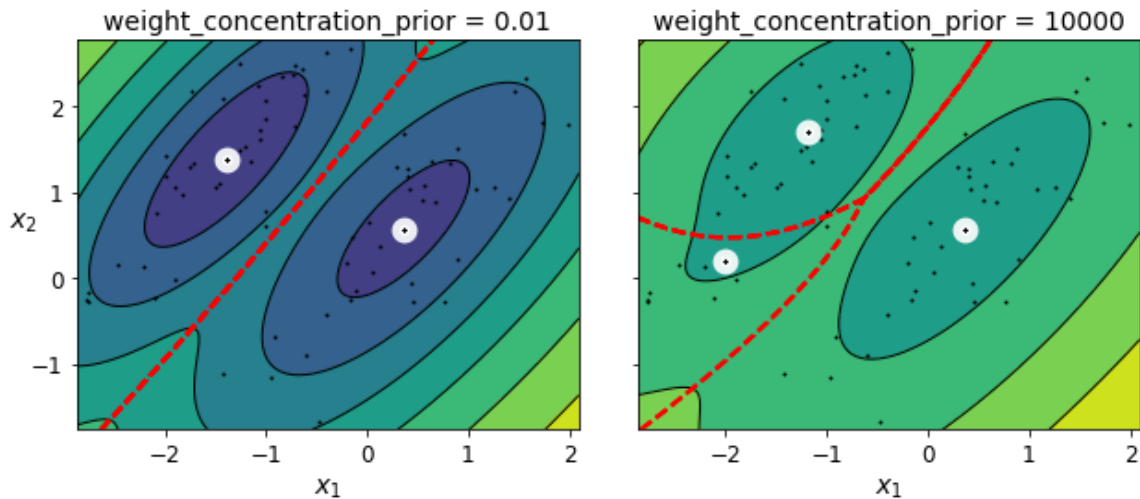 weight_concentration_prior = 0.01
weight_concentration_prior = 10000
x₂
2
1
0
−1
−2
−1
0
1
2
−2
−1
0
1
2
x₁
x₁